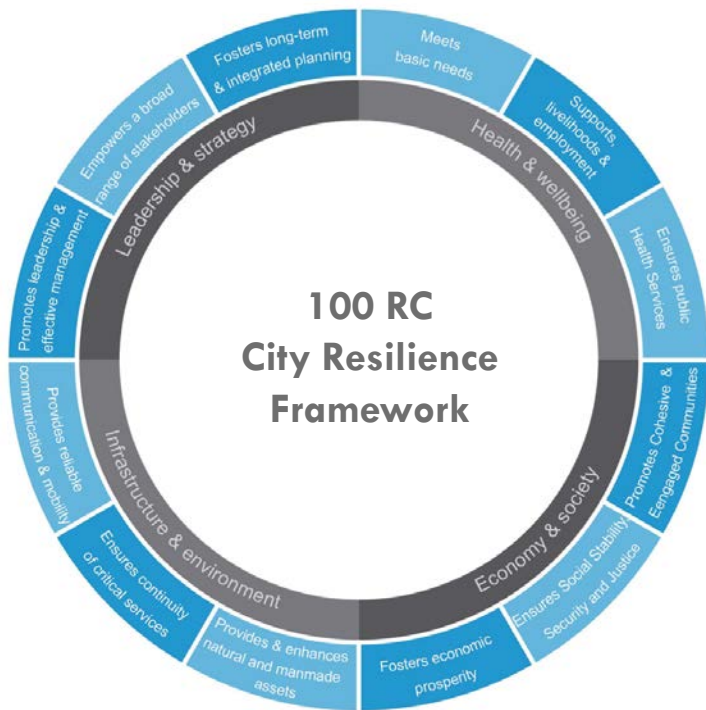 100 RC
City Resilience
Framework
Health & wellbeing
Meets
basic needs
Supports,
livelihoods &
employment
Ensures public
Health Services
Economy & society
Promotes Cohesive &
Eengaged Communities
Ensures Social Stability,
Security and Justice
Fosters economic
prosperity
Infrastructure & environment
Provides & enhances
natural and manmade
assets
Ensures continuity
of critical services
Provides reliable
communication & mobility
Leadership & strategy
Promotes leadership &
effective management
Empowers a broad
range of stakeholders
Fosters long-term
& integrated planning